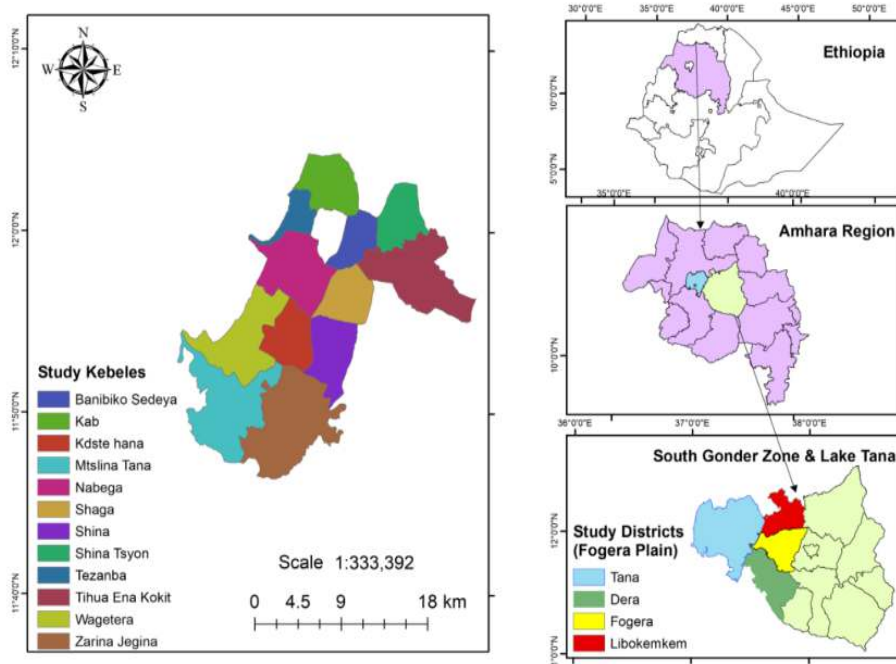 N
W E
S
12°10'0"N
12°0'0"N
11°50'0"N
11°40'0"N
Study Kebeles
Banibiko Sedeya
Kab
Kdste hana
Mtslina Tana
Nabega
Shaga
Shina
Shina Tsyon
Tezanba
Tihua Ena Kokit
Wagetera
Zarina Jegina
Scale 1:333,392
0 4.5 9 18 km
30°0'0"E 35°0'0"E 40°0'0"E 45°0'0"E 50°0'0"E
Ethiopia
10°0'0"N
5°0'0"N
35°0'0"E 40°0'0"E
Amhara Region
10°0'0"N
36°0'0"E 37°0'0"E 38°0'0"E
South Gonder Zone & Lake Tana
12°0'0"N
Study Districts
(Fogera Plain)
Tana
Dera
Fogera
Libokemkem